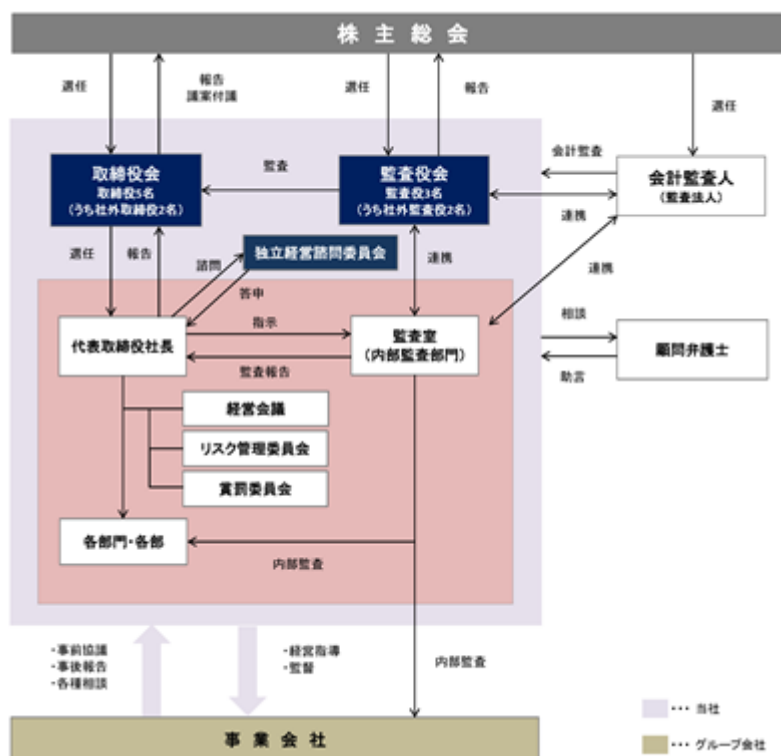 株主総会
選任
報告
議案付議
選任
報告
選任
取締役会
取締役5名
(うち社外取締役2名)
監査
監査役会
監査役3名
(うち社外監査役2名)
会計監査
会計監査人
(監査法人)
連携
選任
報告
諮問
独立経営諮問委員会
連携
連携
答申
代表取締役社長
指示
監査報告
監査室
(内部監査部門)
相談
顧問弁護士
助言
経営会議
リスク管理委員会
賞罰委員会
各部門・各部
内部監査
・事前協議
・事後報告
・各種相談
・経営指導
・監督
内部監査
事業会社
・・・ 当社
・・・ グループ会社